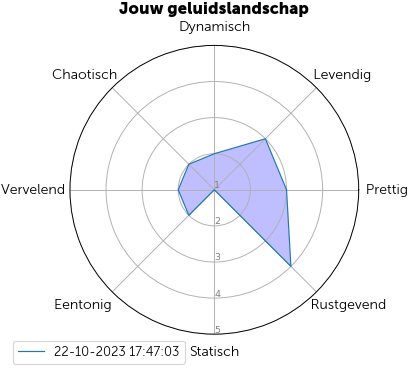 Jouw geluidslandschap
Dynamisch
Chaotisch
Levendig
Vervelend
Prettig
1
2
3
4
5
Eentonig
Rustgevend
Statisch
22-10-2023 17:47:03